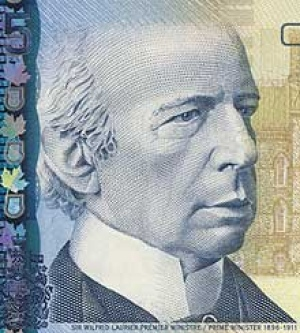 SIR WILFRID LAURIER PREMIER MINISTRE / PRIME MINISTER 1896-1911